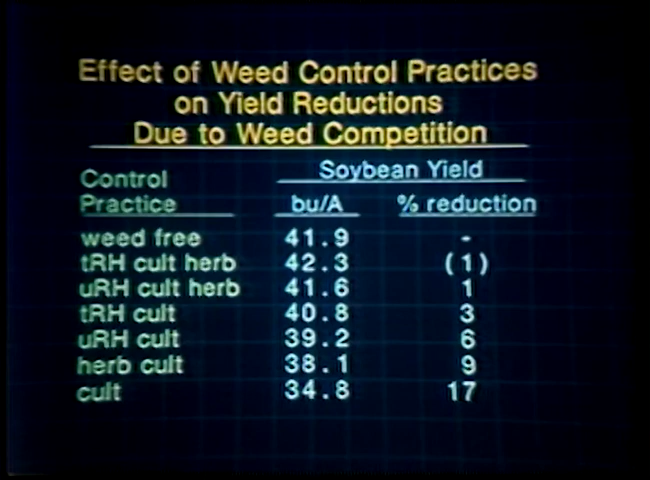 Effect of Weed Control Practices
on Yield Reductions
Due to Weed Competition
Control Practice Soybean Yield
bu/A % reduction
weed free 41.9 -
tRH cult herb 42.3 (1)
uRH cult herb 41.6 1
tRH cult 40.8 3
uRH cult 39.2 6
herb cult 38.1 9
cult 34.8 17